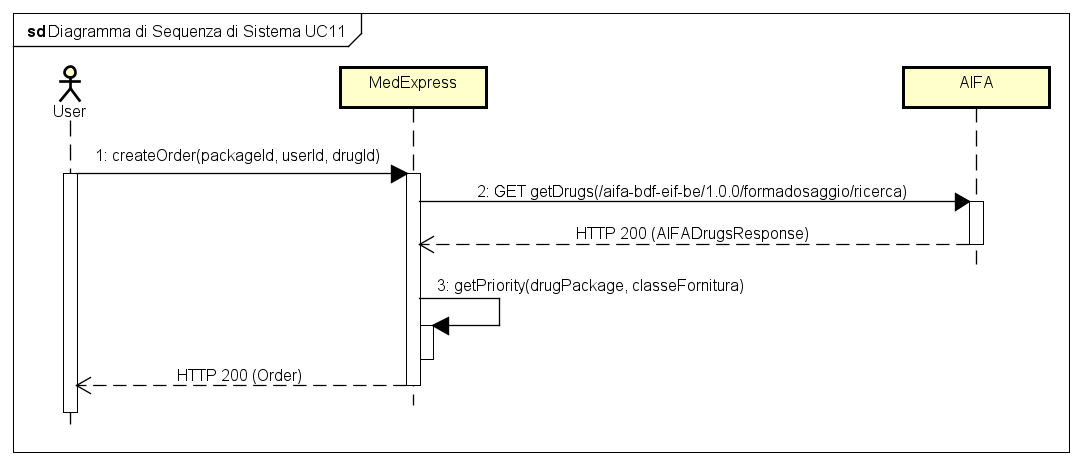 sd Diagramma di Sequenza di Sistema UC11
User
MedExpress
AIFA
1: createOrder(packageId, userId, drugId)
2: GET getDrugs(/aifa-bdf-eif-be/1.0.0/formadosaggio/ricerca)
HTTP 200 (AIFADrugsResponse)
3: getPriority(drugPackage, classeFornitura)
HTTP 200 (Order)